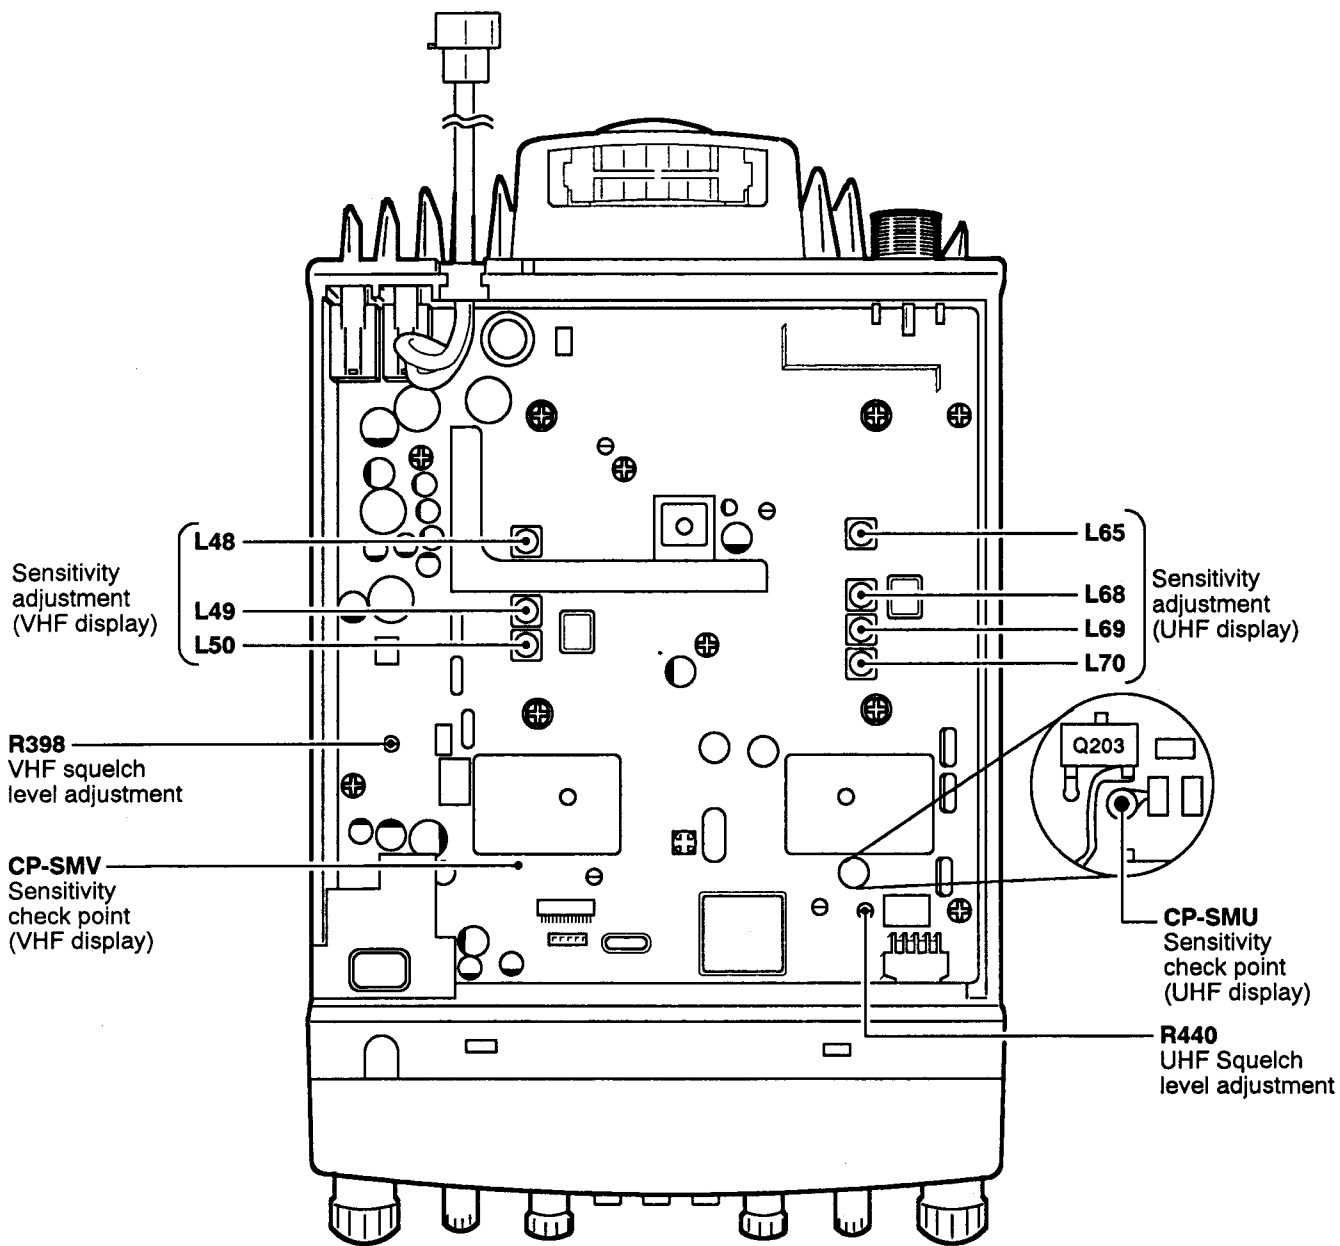 L48
Sensitivity
adjustment
(VHF display)
L49
L50
R398
VHF squelch
level adjustment
CP-SMV
Sensitivity
check point
(VHF display)
L65
L68
Sensitivity
adjustment
(UHF display)
L69
L70
Q203
CP-SMU
Sensitivity
check point
(UHF display)
R440
UHF Squelch
level adjustment